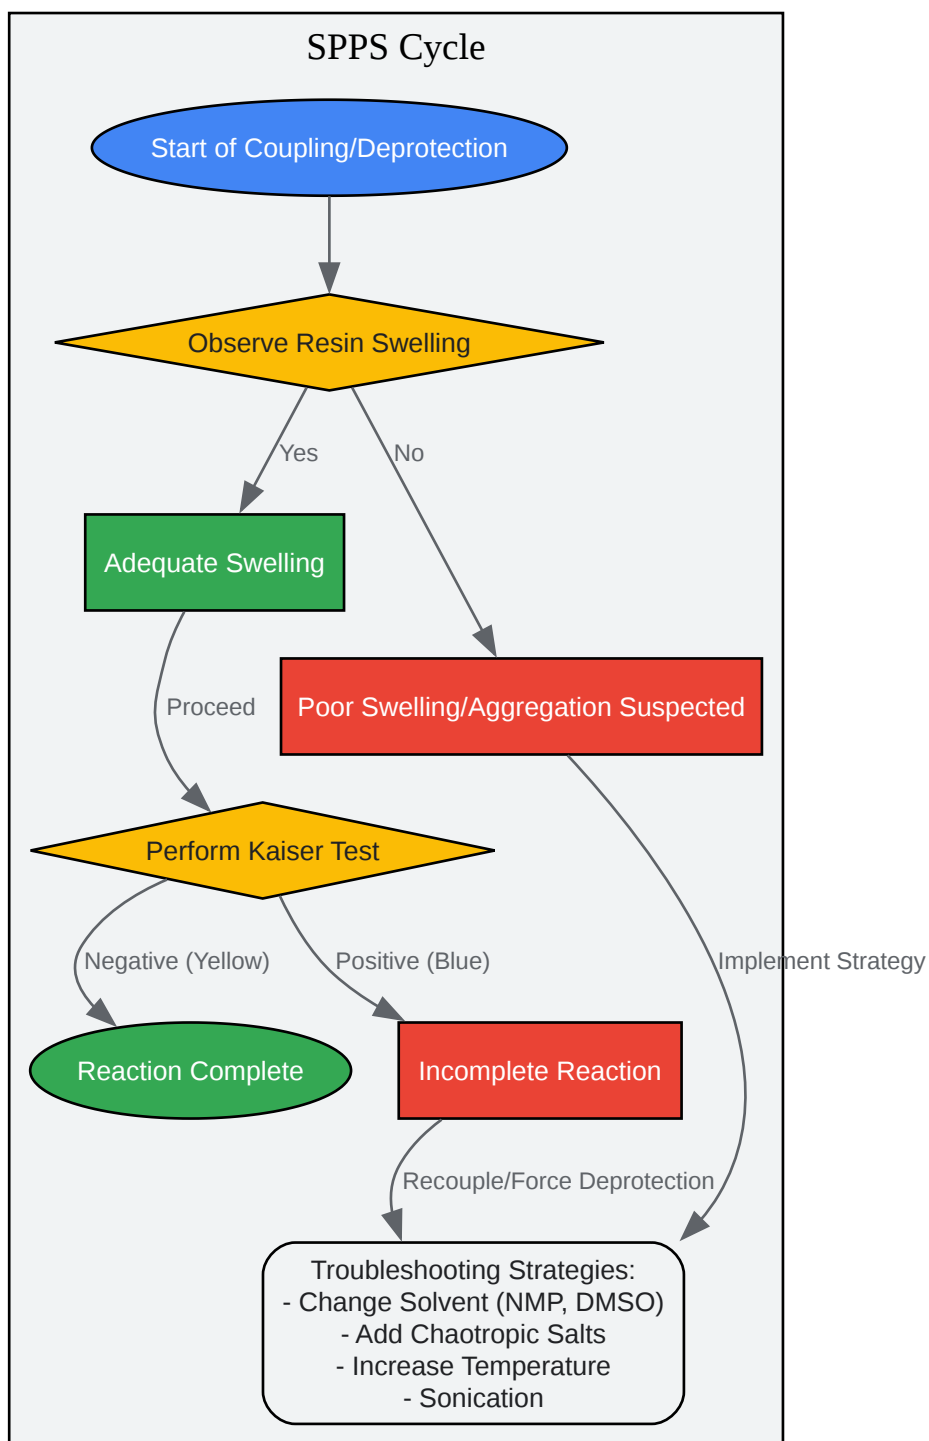 SPPS Cycle
Start of Coupling/Deprotection
Observe Resin Swelling
Yes
No
Adequate Swelling
Proceed
Poor Swelling/Aggregation Suspected
Perform Kaiser Test
Negative (Yellow)
Positive (Blue)
Implement Strategy
Reaction Complete
Incomplete Reaction
Recouple/Force Deprotection
Troubleshooting Strategies:
- Change Solvent (NMP, DMSO)
- Add Chaotropic Salts
- Increase Temperature
- Sonication